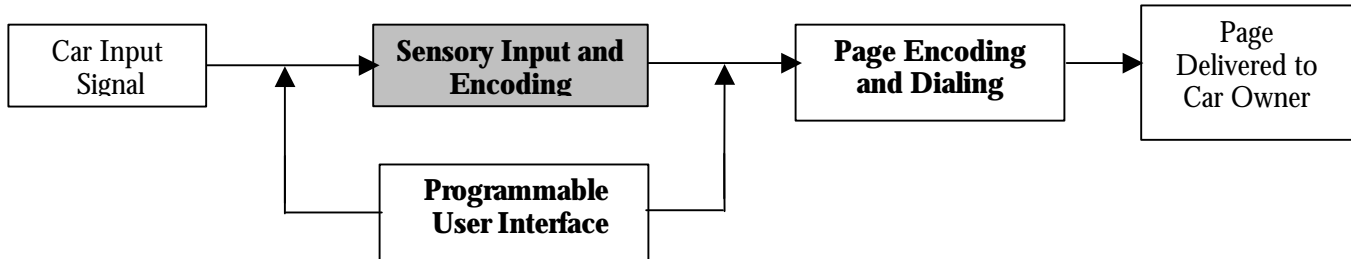 Car Input
Signal
Sensory Input and
Encoding
Page Encoding
and Dialing
Page
Delivered to
Car Owner
Programmable
User Interface